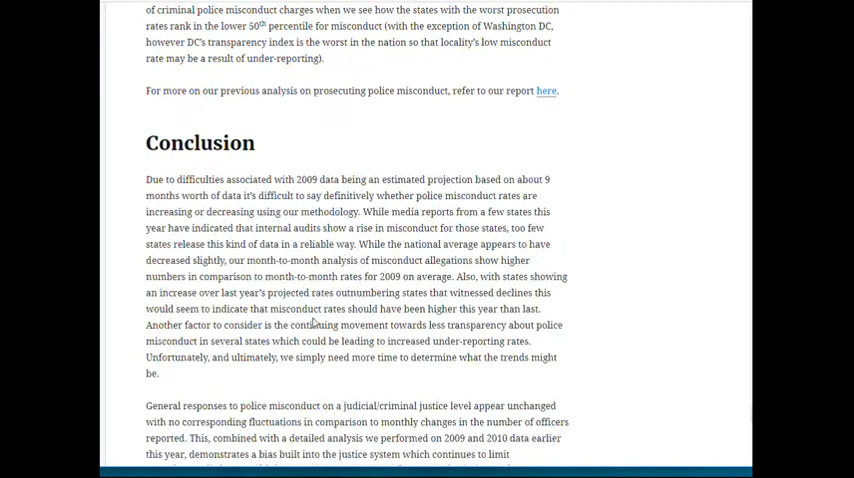 of criminal police misconduct charges when we see how the states with the worst prosecution
rates rank in the lower 50th percentile for misconduct (with the exception of Washington DC,
however DC's transparency index is the worst in the nation so that locality's low misconduct
rate may be a result of under-reporting).
For more on our previous analysis on prosecuting police misconduct, refer to our report here.
Conclusion
Due to difficulties associated with 2009 data being an estimated projection based on about 9
months worth of data it's difficult to say definitively whether police misconduct rates are
increasing or decreasing using our methodology. While media reports from a few states this
year have indicated that internal audits show a rise in misconduct for those states, too few
states release this kind of data in a reliable way. While the national average appears to have
decreased slightly, our month-to-month analysis of misconduct allegations show higher
numbers in comparison to month-to-month rates for 2009 on average. Also, with states showing
an increase over last year's projected rates outnumbering states that witnessed declines this
would seem to indicate that misconduct rates should have been higher this year than last.
Another factor to consider is the continuing movement towards less transparency about police
misconduct in several states which could be leading to increased under-reporting rates.
Unfortunately, and ultimately, we simply need more time to determine what the trends might
be.
General responses to police misconduct on a judicial/criminal justice level appear unchanged
with no corresponding fluctuations in comparison to monthly changes in the number of officers
reported. This, combined with a detailed analysis we performed on 2009 and 2010 data earlier
this year, demonstrates a bias built into the justice system which continues to limit